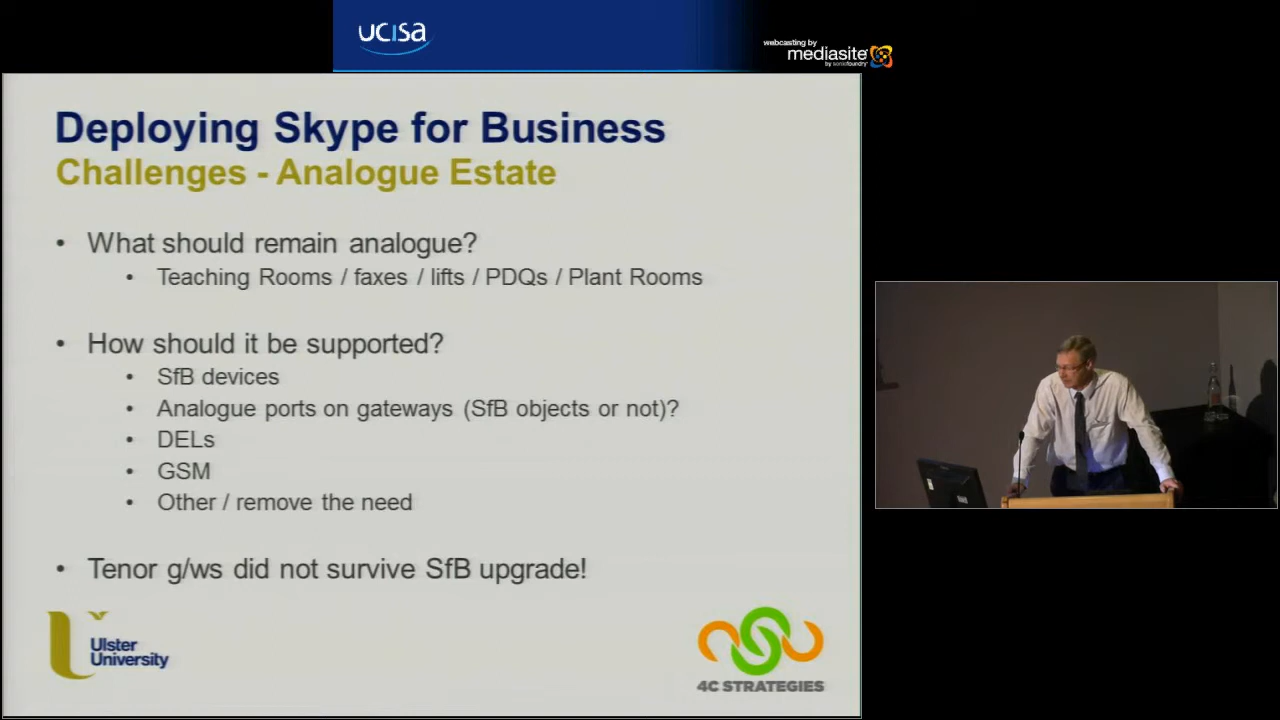 ucisa
webcasting by
mediasite
by sonicfoundry
Deploying Skype for Business
Challenges - Analogue Estate
• What should remain analogue?
• Teaching Rooms / faxes / lifts / PDQs / Plant Rooms
• How should it be supported?
• SfB devices
• Analogue ports on gateways (SfB objects or not)?
• DELs
• GSM
• Other / remove the need
• Tenor g/ws did not survive SfB upgrade!
Ulster
University
4C STRATEGIES